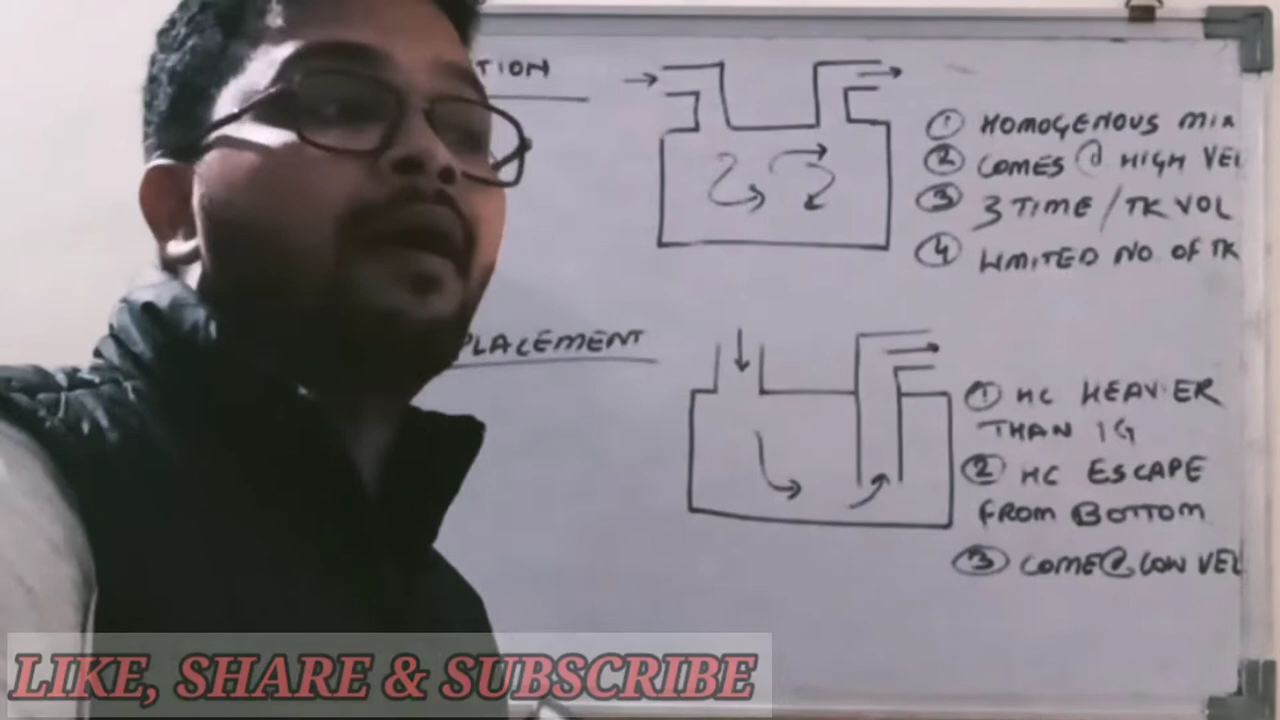 TION
① HOMOGENOUS MIX
② COMES @ HIGH VEL
③ 3 TIME / TK VOL
④ LIMITED NO OF TK
PLACEMENT
① HC HEAVIER
THAN IG
② HC ESCAPE
FROM BOTTOM
③ COME @ LOW VEL
LIKE, SHARE & SUBSCRIBE